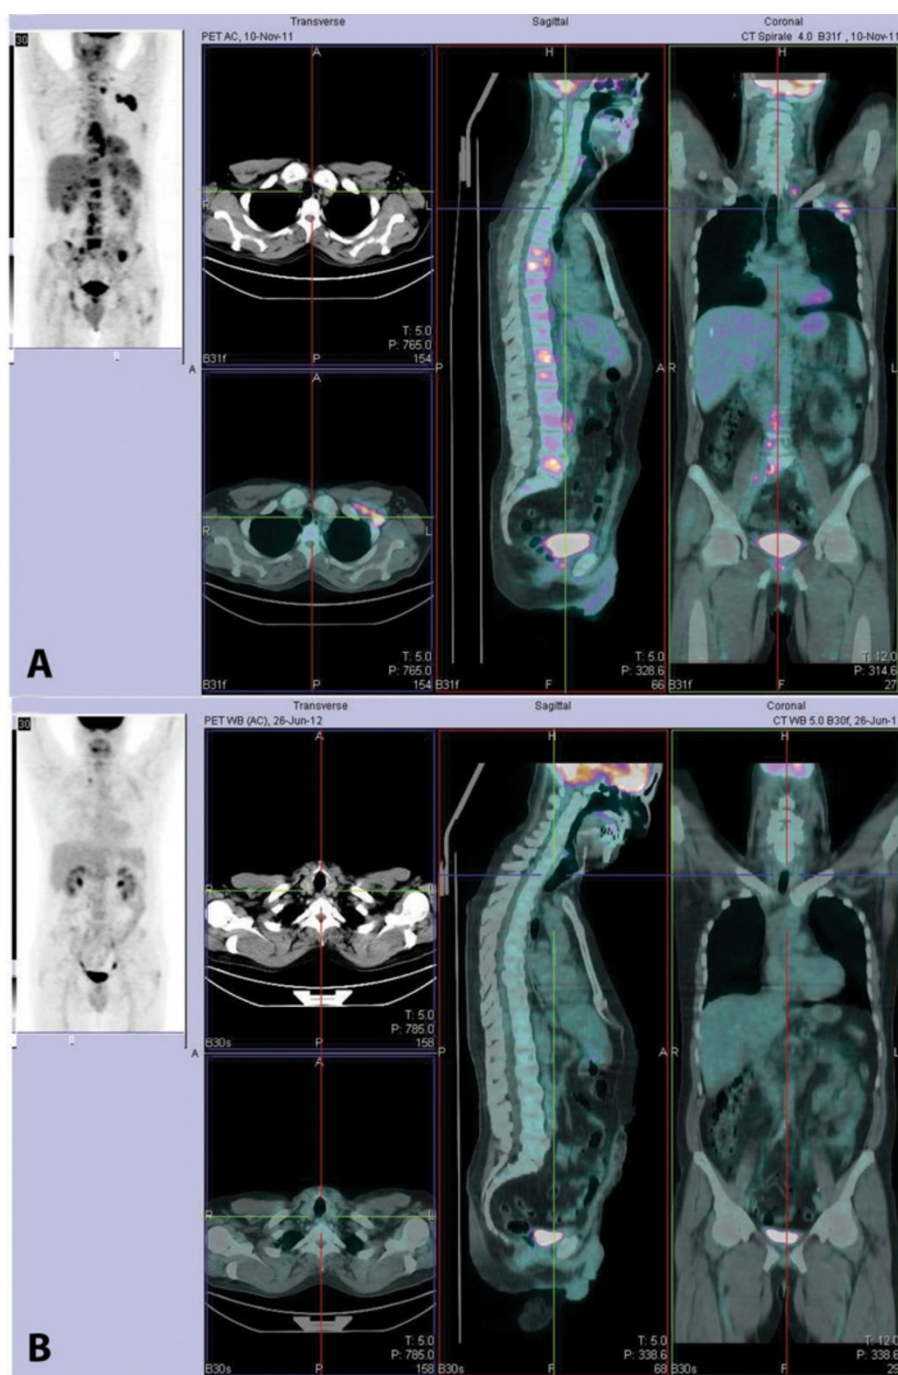 30
Transverse
Sagittal
Coronal
PET AC, 10-Nov-11
CT Spirale 4.0 B31f , 10-Nov-11
A
H
H
R
L
T: 5.0
P: 765.0
B31f
P
154
A
A
P
A
R
L
R
L
T: 5.0
P: 765.0
B31f
P
154
T: 5.0
P: 328.6
B31f
F
66
T: 12.0
P: 314.6
B31f
F
27
A
30
Transverse
Sagittal
Coronal
PET WB (AC), 26-Jun-12
CT WB 5.0 B30f, 26-Jun-1
A
H
H
R
L
T: 5.0
P: 785.0
B30s
P
158
A
A
P
A
R
L
R
L
T: 5.0
P: 785.0
B30s
P
158
T: 5.0
P: 338.6
B30s
F
68
T: 12.0
P: 338.6
B30s
F
29
B